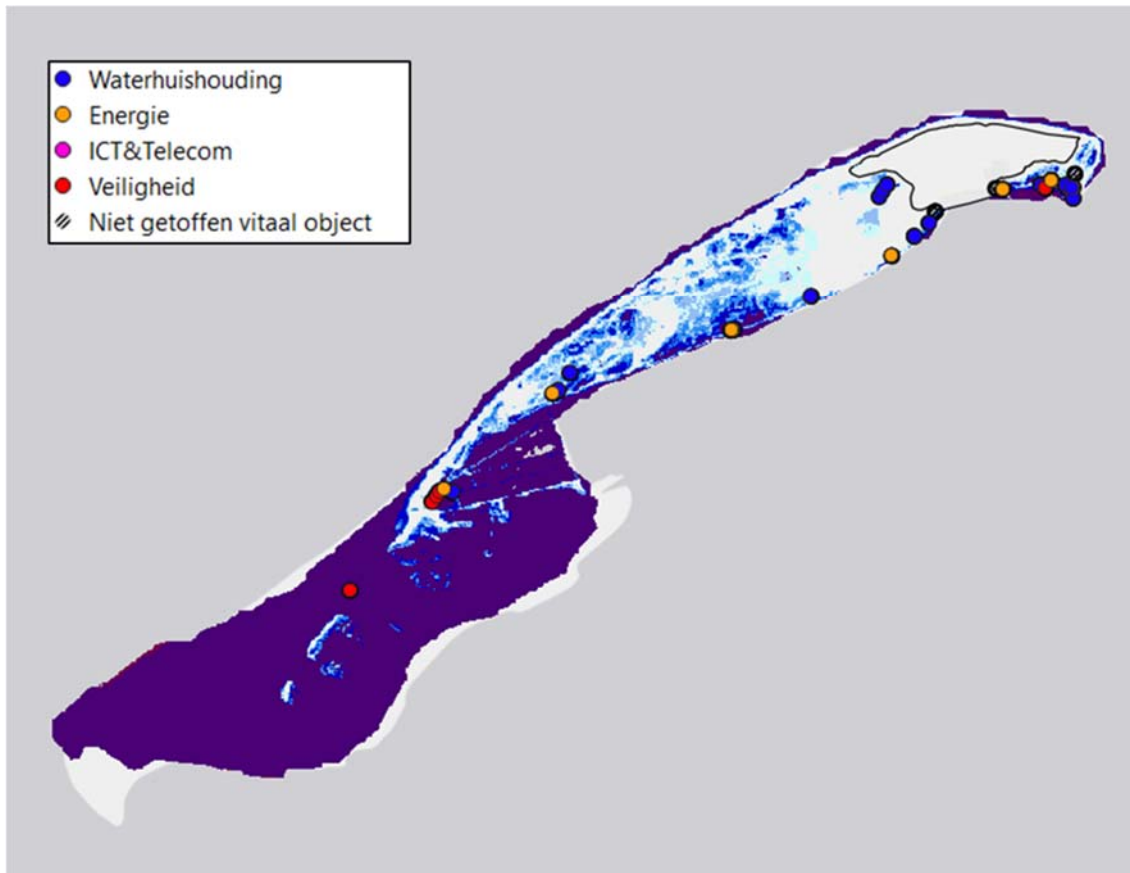 Waterhuishouding
Energie
ICT&Telecom
Veiligheid
Niet getoffen vitaal object